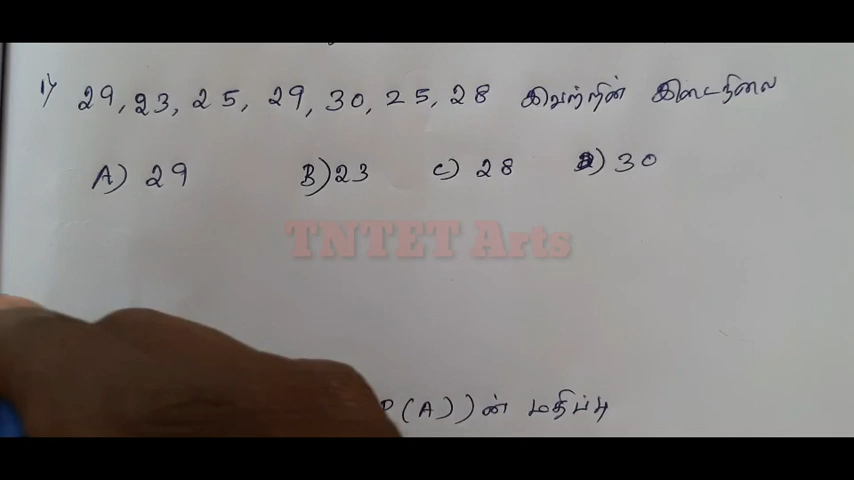 1) 29, 23, 25, 29, 30, 25, 28 இவற்றின் இடைநிலை
A) 29 B) 23 C) 28 D) 30
TNTET Arts
P(A))ன் மதிப்பு